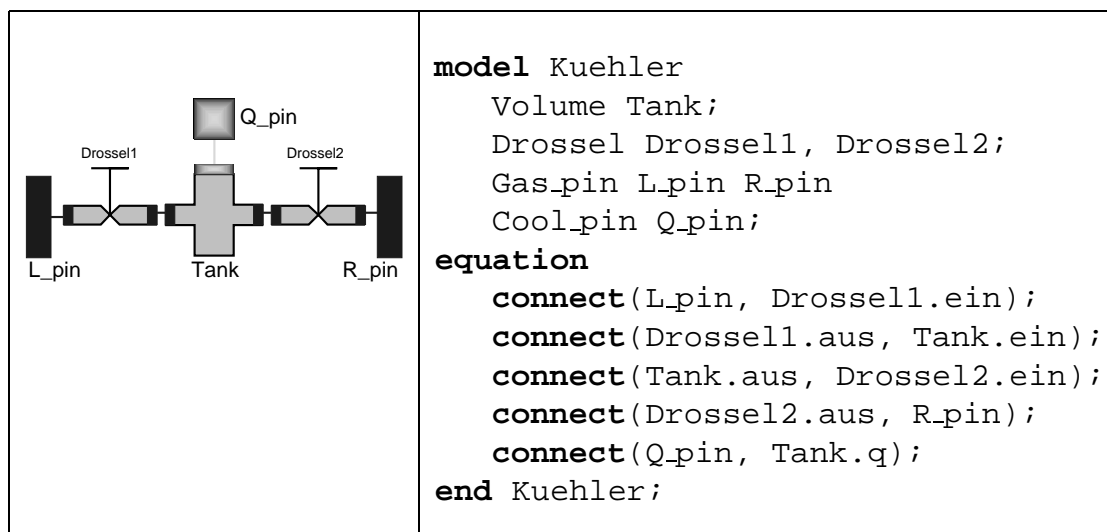 Q_pin
Drossel1 Drossel2
L_pin Tank R_pin
model Kuehler
Volume Tank;
Drossel Drossel1, Drossel2;
Gas_pin L_pin R_pin
Cool_pin Q_pin;
equation
connect(L_pin, Drossel1.ein);
connect(Drossel1.aus, Tank.ein);
connect(Tank.aus, Drossel2.ein);
connect(Drossel2.aus, R_pin);
connect(Q_pin, Tank.q);
end Kuehler;